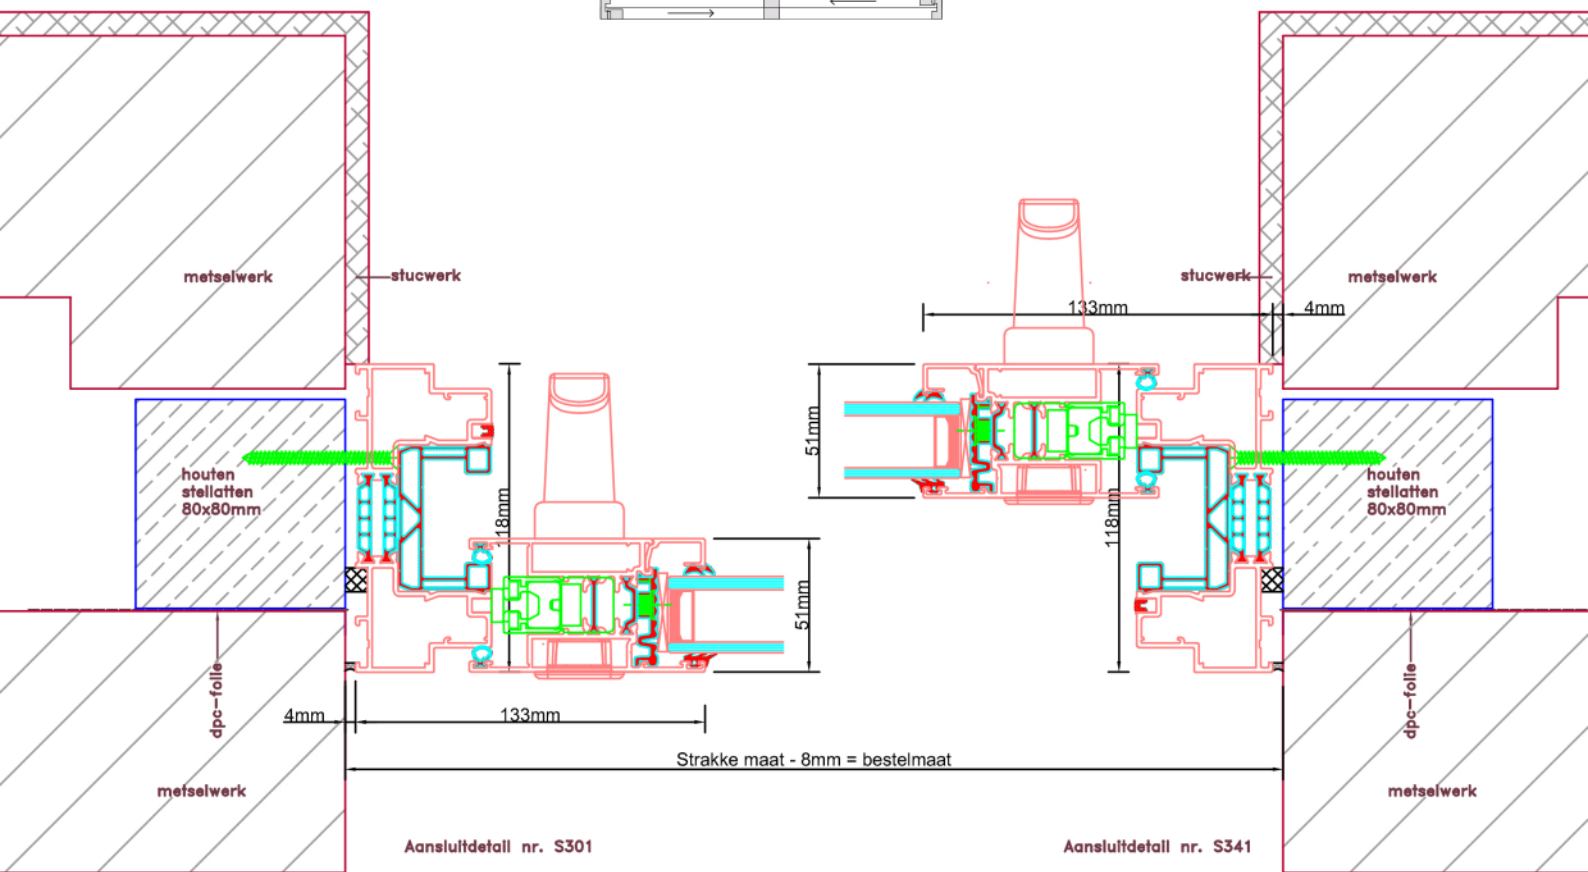 metselwerk
stucwerk
stucwerk
metselwerk
133mm
4mm
51mm
118mm
houten
stellatten
80x80mm
houten
stellatten
80x80mm
118mm
51mm
dpc-folie
dpc-folie
4mm
133mm
Strakke maat - 8mm = bestelmaat
metselwerk
metselwerk
Aansluitdetail nr. S301
Aansluitdetail nr. S341